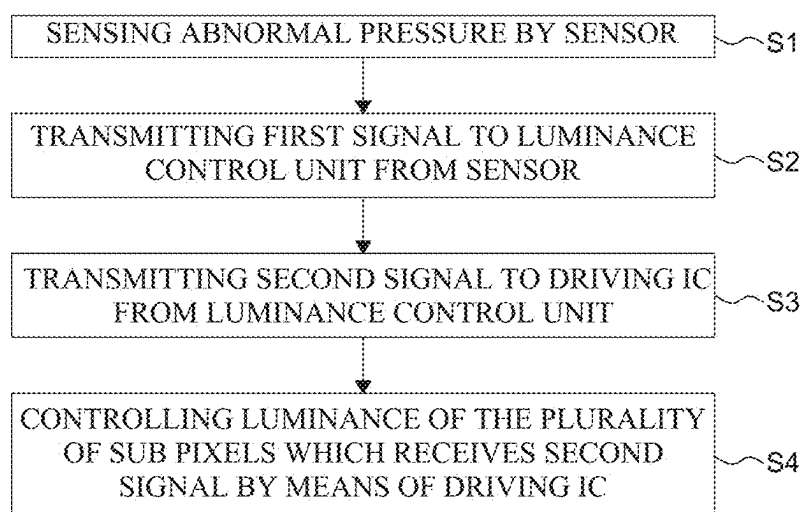 SENSING ABNORMAL PRESSURE BY SENSOR
S1
TRANSMITTING FIRST SIGNAL TO LUMINANCE
CONTROL UNIT FROM SENSOR
S2
TRANSMITTING SECOND SIGNAL TO DRIVING IC
FROM LUMINANCE CONTROL UNIT
S3
CONTROLLING LUMINANCE OF THE PLURALITY
OF SUB PIXELS WHICH RECEIVES SECOND
SIGNAL BY MEANS OF DRIVING IC
S4